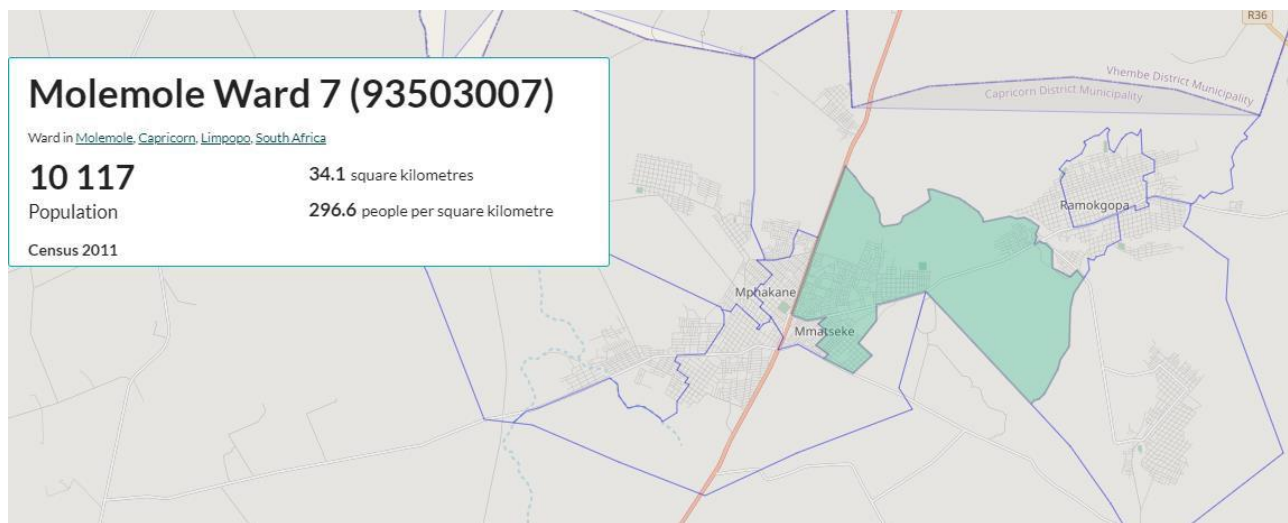 R36
Molemole Ward 7 (93503007)
Ward in Molemole, Capricorn, Limpopo, South Africa
10 117
Population
34.1 square kilometres
296.6 people per square kilometre
Census 2011
Vhembe District Municipality
Capricorn District Municipality
Ramokgopa
Mphakane
Mmatseke